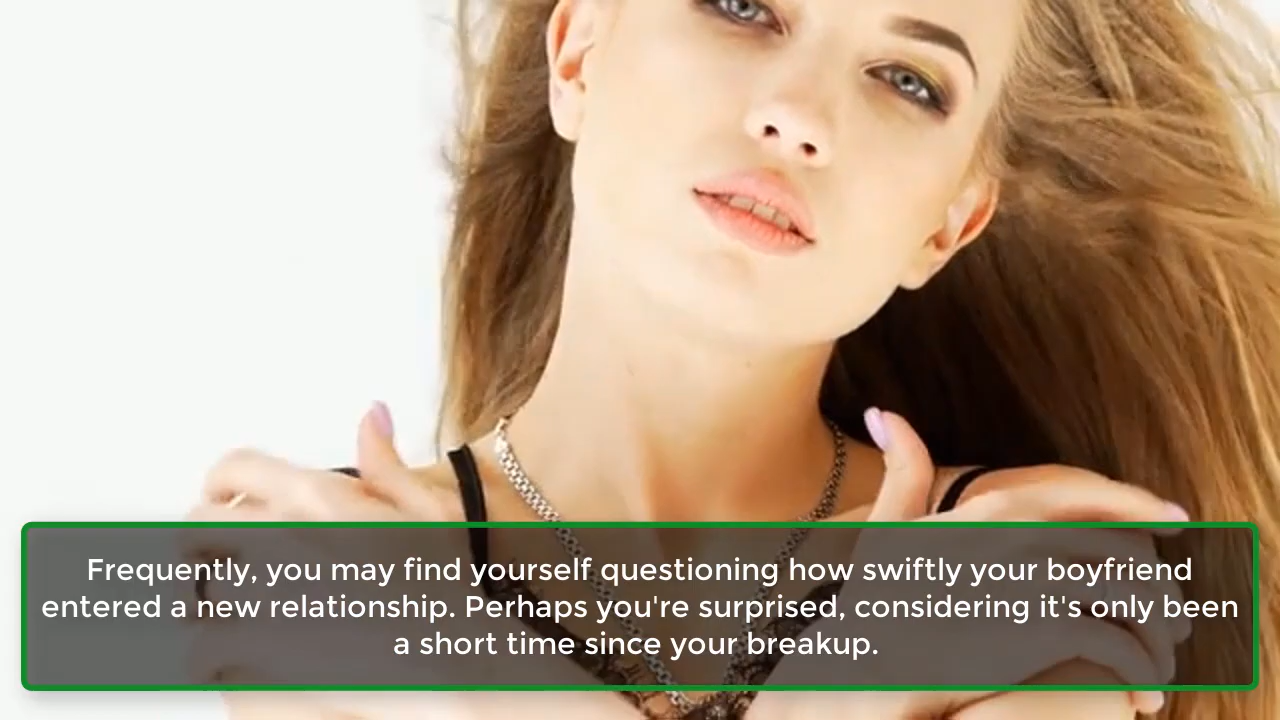 Frequently, you may find yourself questioning how swiftly your boyfriend
entered a new relationship. Perhaps you're surprised, considering it's only been
a short time since your breakup.